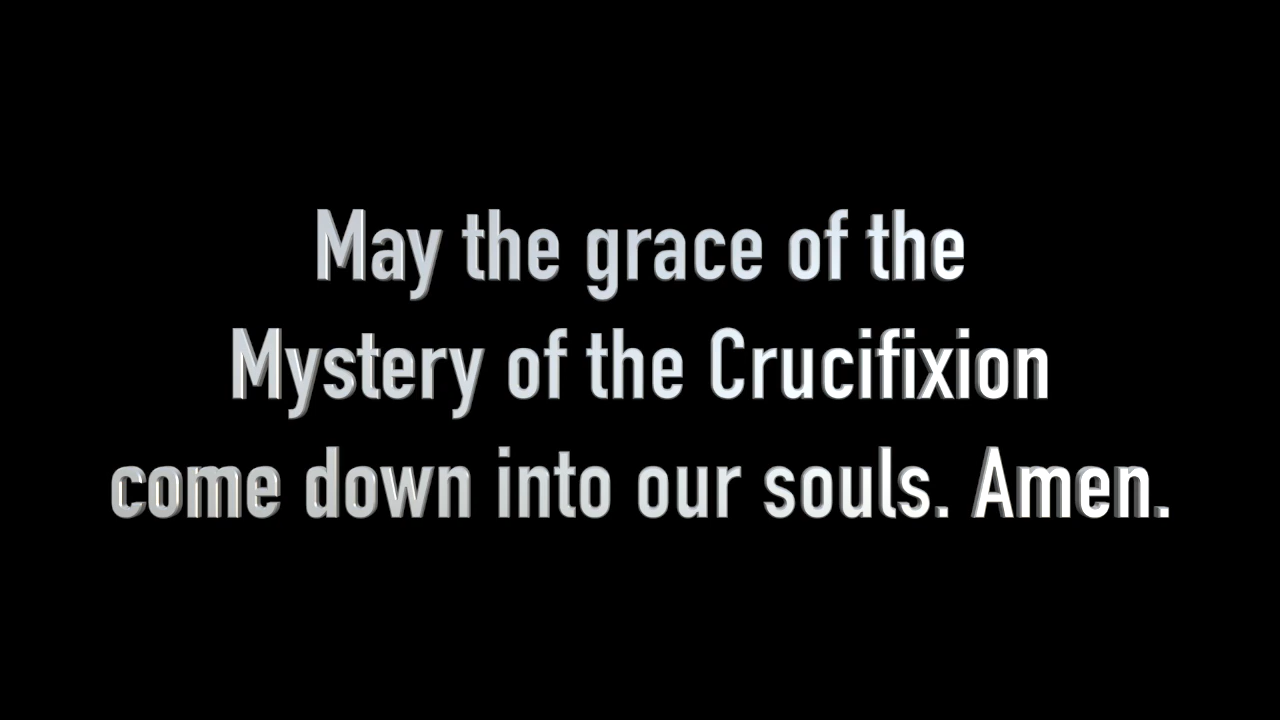 May the grace of the
Mystery of the Crucifixion
come down into our souls. Amen.